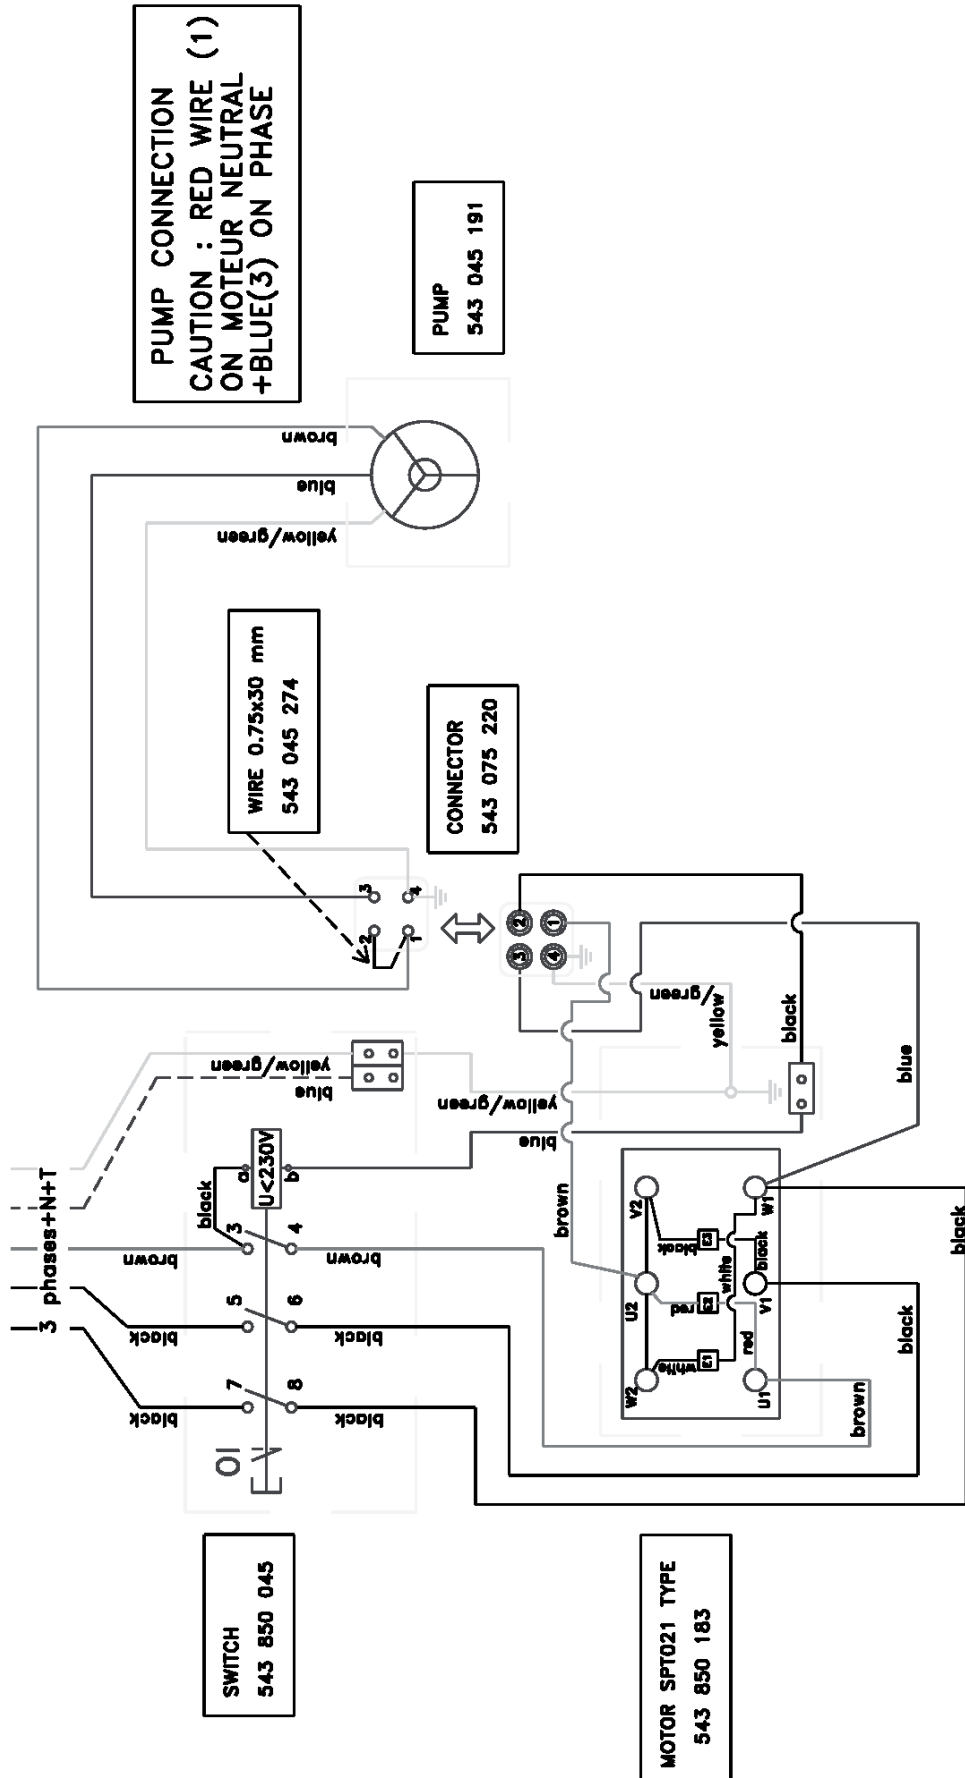 PUMP CONNECTION
CAUTION : RED WIRE (1)
ON MOTEUR NEUTRAL
+BLUE(3) ON PHASE
PUMP
543 045 191
brown
blue
yellow/green
WIRE 0.75x30 mm
543 045 274
CONNECTOR
543 075 220
3
4
2
1
2
1
3
4
3 phases+N+T
yellow/green
blue
brown
black
black
black
a
U<230V
b
3
4
5
6
7
8
OI
brown
black
black
yellow/green
blue
yellow
/green
black
blue
brown
V2
U2
W2
W1
V1
U1
black
E3
black
white
red
E2
red
white
E1
brown
black
black
SWITCH
543 850 045
MOTOR SPT021 TYPE
543 850 183